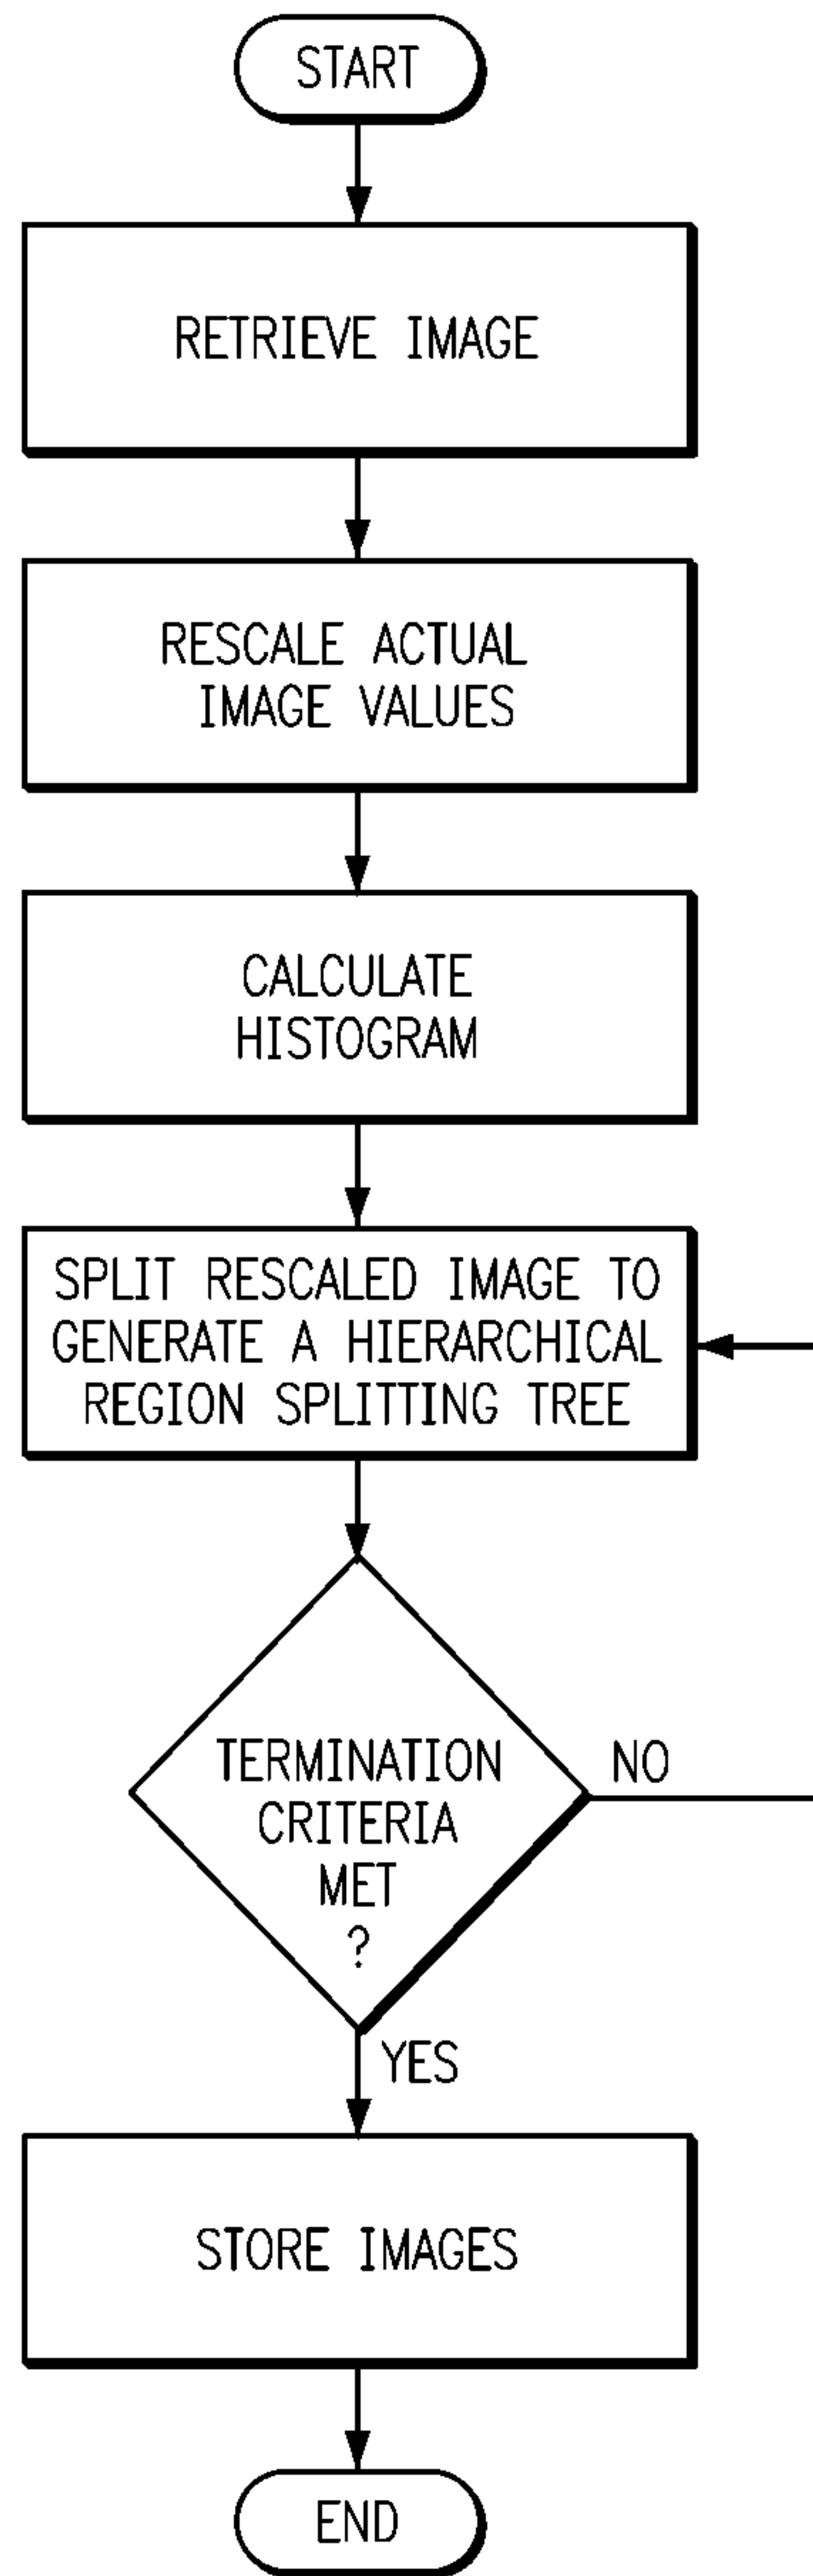 START
RETRIEVE IMAGE
RESCALE ACTUAL
IMAGE VALUES
CALCULATE
HISTOGRAM
SPLIT RESCALED IMAGE TO
GENERATE A HIERARCHICAL
REGION SPLITTING TREE
TERMINATION
CRITERIA
MET
?
NO
YES
STORE IMAGES
END